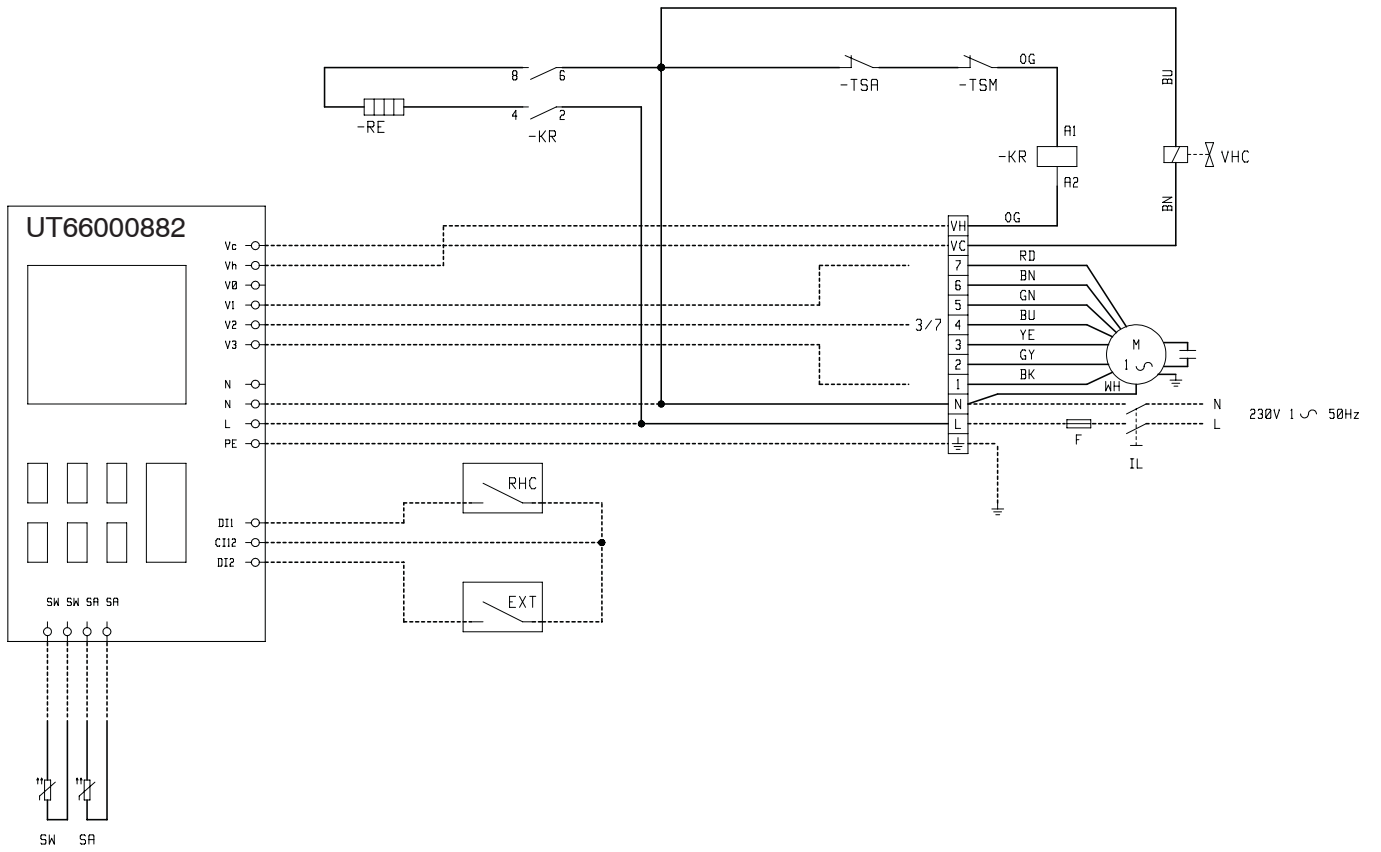 BU
8 6
-TSA -TSM OG
4 2
-RE -KR
A1
-KR VHC
A2
BN
UT66000882
OG
VH
Vc VC
Vh 7 RD
V0 6 BN
V1 5 GN
V2 3/7 4 BU
V3 3 YE M
2 GY 1
N 1 BK
WH
N N N
L L L 230V 1 50Hz
F
PE
IL
RHC
DI1
CI12
DI2
EXT
SW SW SA SA
SW SA